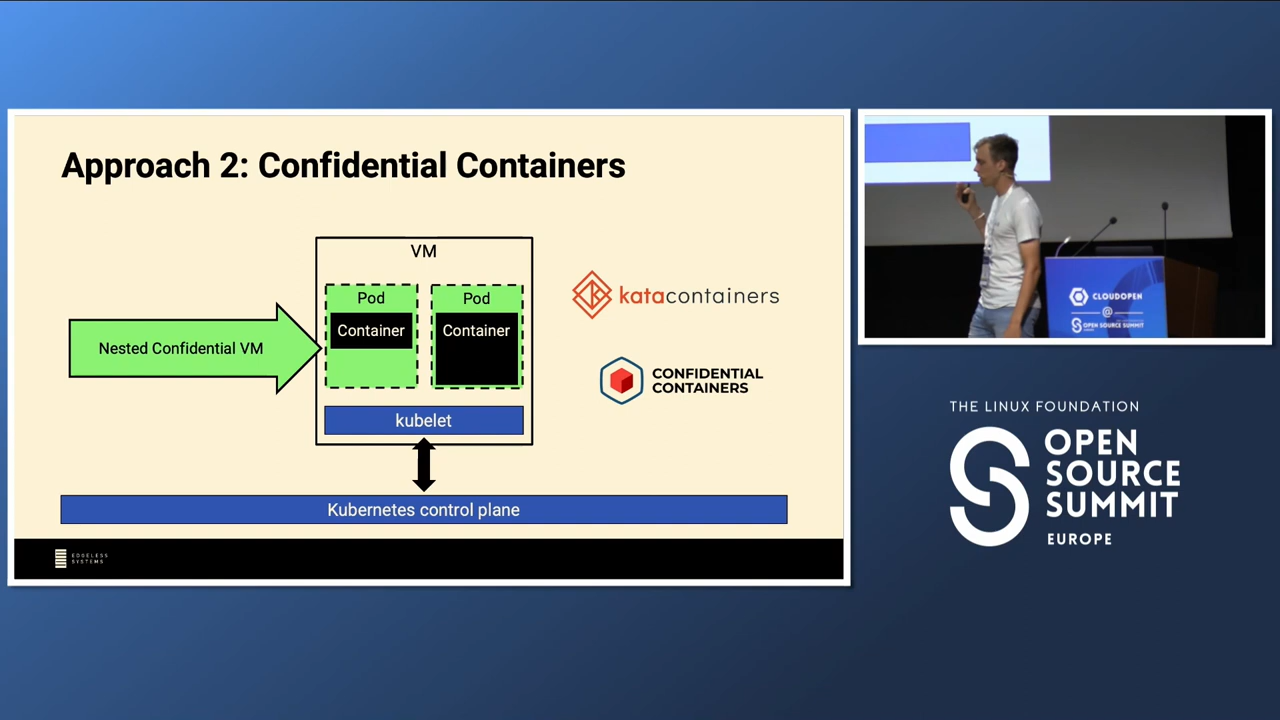 Approach 2: Confidential Containers
VM
Pod
Pod
Container
Container
Nested Confidential VM
katacontainers
CONFIDENTIAL
CONTAINERS
kubelet
Kubernetes control plane
EDGELESS
SYSTEMS
CLOUDOPEN
@
OPEN SOURCE SUMMIT
THE LINUX FOUNDATION
OPEN
SOURCE
SUMMIT
EUROPE